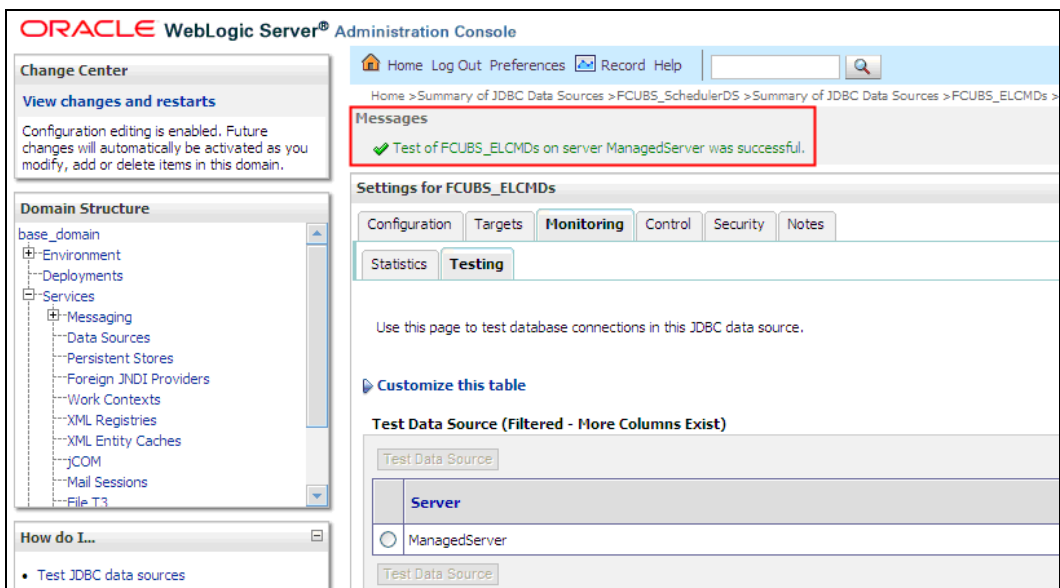 ORACLE WebLogic Server® Administration Console
Change Center
View changes and restarts
Configuration editing is enabled. Future
changes will automatically be activated as you
modify, add or delete items in this domain.
Domain Structure
base_domain
Environment
Deployments
Services
Messaging
Data Sources
Persistent Stores
Foreign JNDI Providers
Work Contexts
XML Registries
XML Entity Caches
jCOM
Mail Sessions
File T3
How do I...
Test JDBC data sources
Home Log Out Preferences Record Help
Home >Summary of JDBC Data Sources >FCUBS_SchedulerDS >Summary of JDBC Data Sources >FCUBS_ELCMDs >
Messages
Test of FCUBS_ELCMDs on server ManagedServer was successful.
Settings for FCUBS_ELCMDs
Configuration Targets Monitoring Control Security Notes
Statistics Testing
Use this page to test database connections in this JDBC data source.
Customize this table
Test Data Source (Filtered - More Columns Exist)
Test Data Source
Server
ManagedServer
Test Data Source